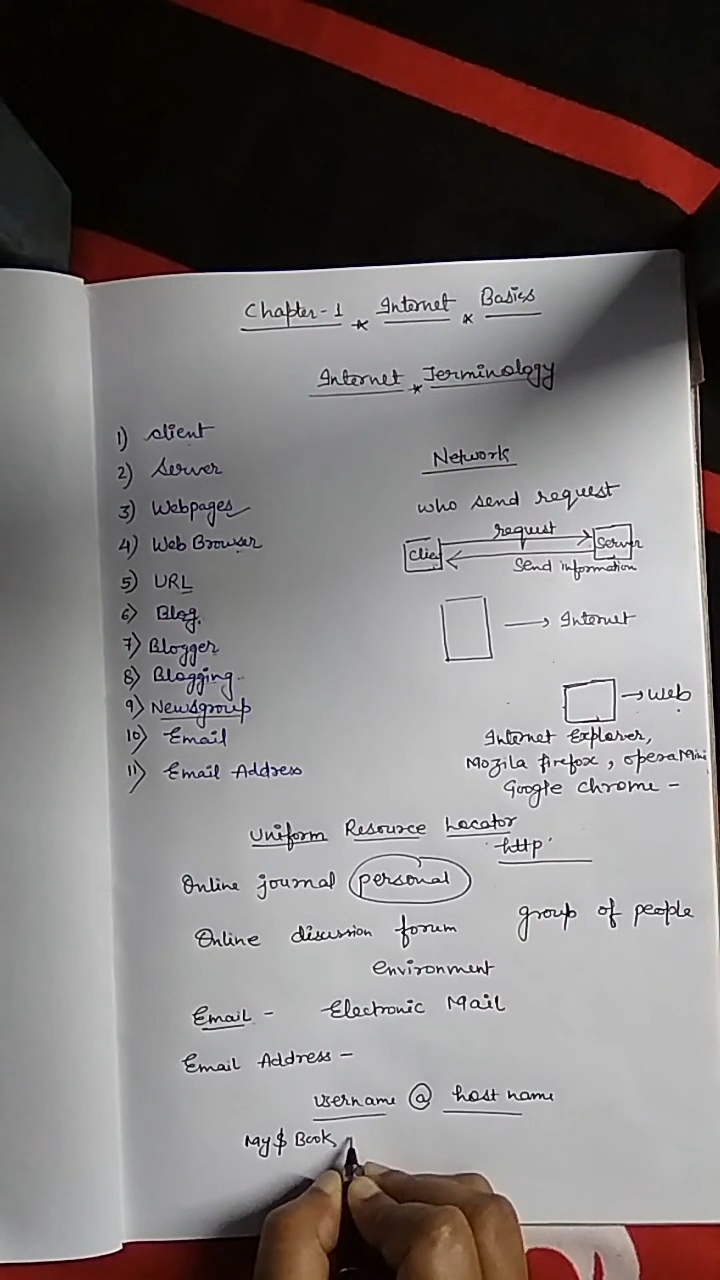 Chapter-1 * Internet * Basics
Internet * Terminology
1) Client
2) Server
3) Webpages
4) Web Browser
5) URL
6) Blog.
7) Blogger
8) Blogging
9) Newsgroup
10) Email
11) Email Address
Network
who send request
request
Clie Server
Send information
→ Internet
→ Web
Internet Explorer,
Mozila firefox, opera Mini
Google chrome -
Uniform Resource Locator
'http'
Online journal personal
Online discussion forum group of people
environment
Email - Electronic Mail
Email Address -
username @ host name
My $ Book